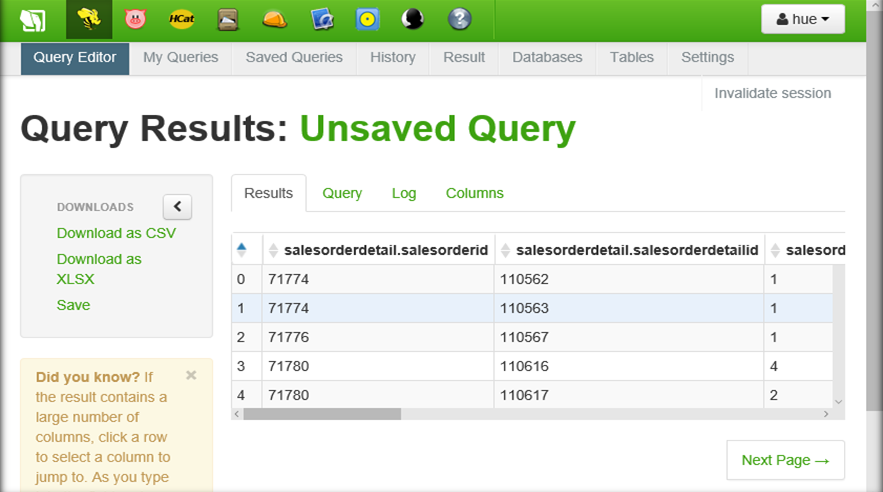 HCat
hue
Query Editor My Queries Saved Queries History Result Databases Tables Settings
Invalidate session
Query Results: Unsaved Query
DOWNLOADS
Download as CSV
Download as
XLSX
Save
Did you know? If
the result contains a
large number of
columns, click a row
to select a column to
jump to. As you type
Results Query Log Columns
salesorderdetail.salesorderid salesorderdetail.salesorderdetailid salesord
0 71774 110562 1
1 71774 110563 1
2 71776 110567 1
3 71780 110616 4
4 71780 110617 2
Next Page →